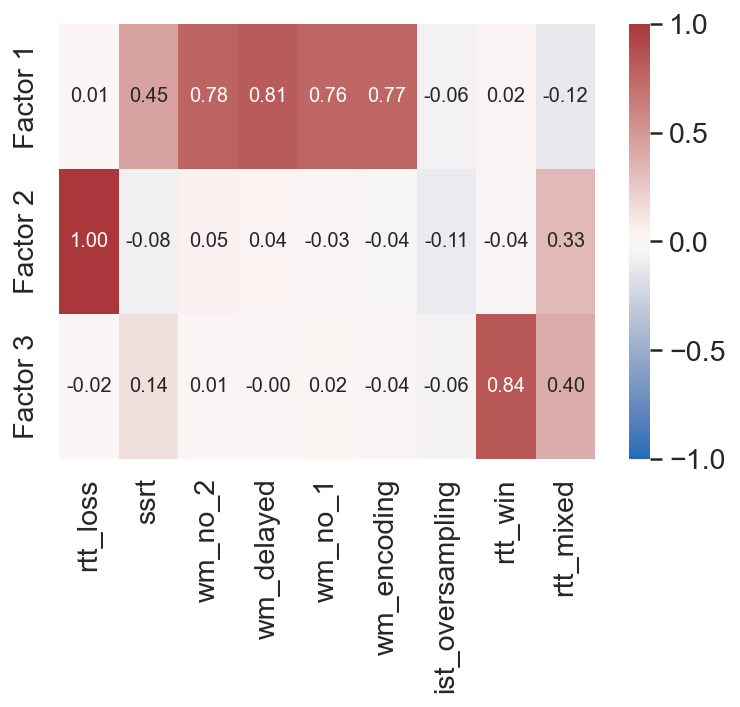 Factor 1 0.01 0.45 0.78 0.81 0.76 0.77 -0.06 0.02 -0.12
Factor 2 1.00 -0.08 0.05 0.04 -0.03 -0.04 -0.11 -0.04 0.33
Factor 3 -0.02 0.14 0.01 -0.00 0.02 -0.04 -0.06 0.84 0.40
rtt_loss
ssrt
wm_no_2
wm_delayed
wm_no_1
wm_encoding
ist_oversampling
rtt_win
rtt_mixed
1.0
0.5
0.0
−0.5
−1.0